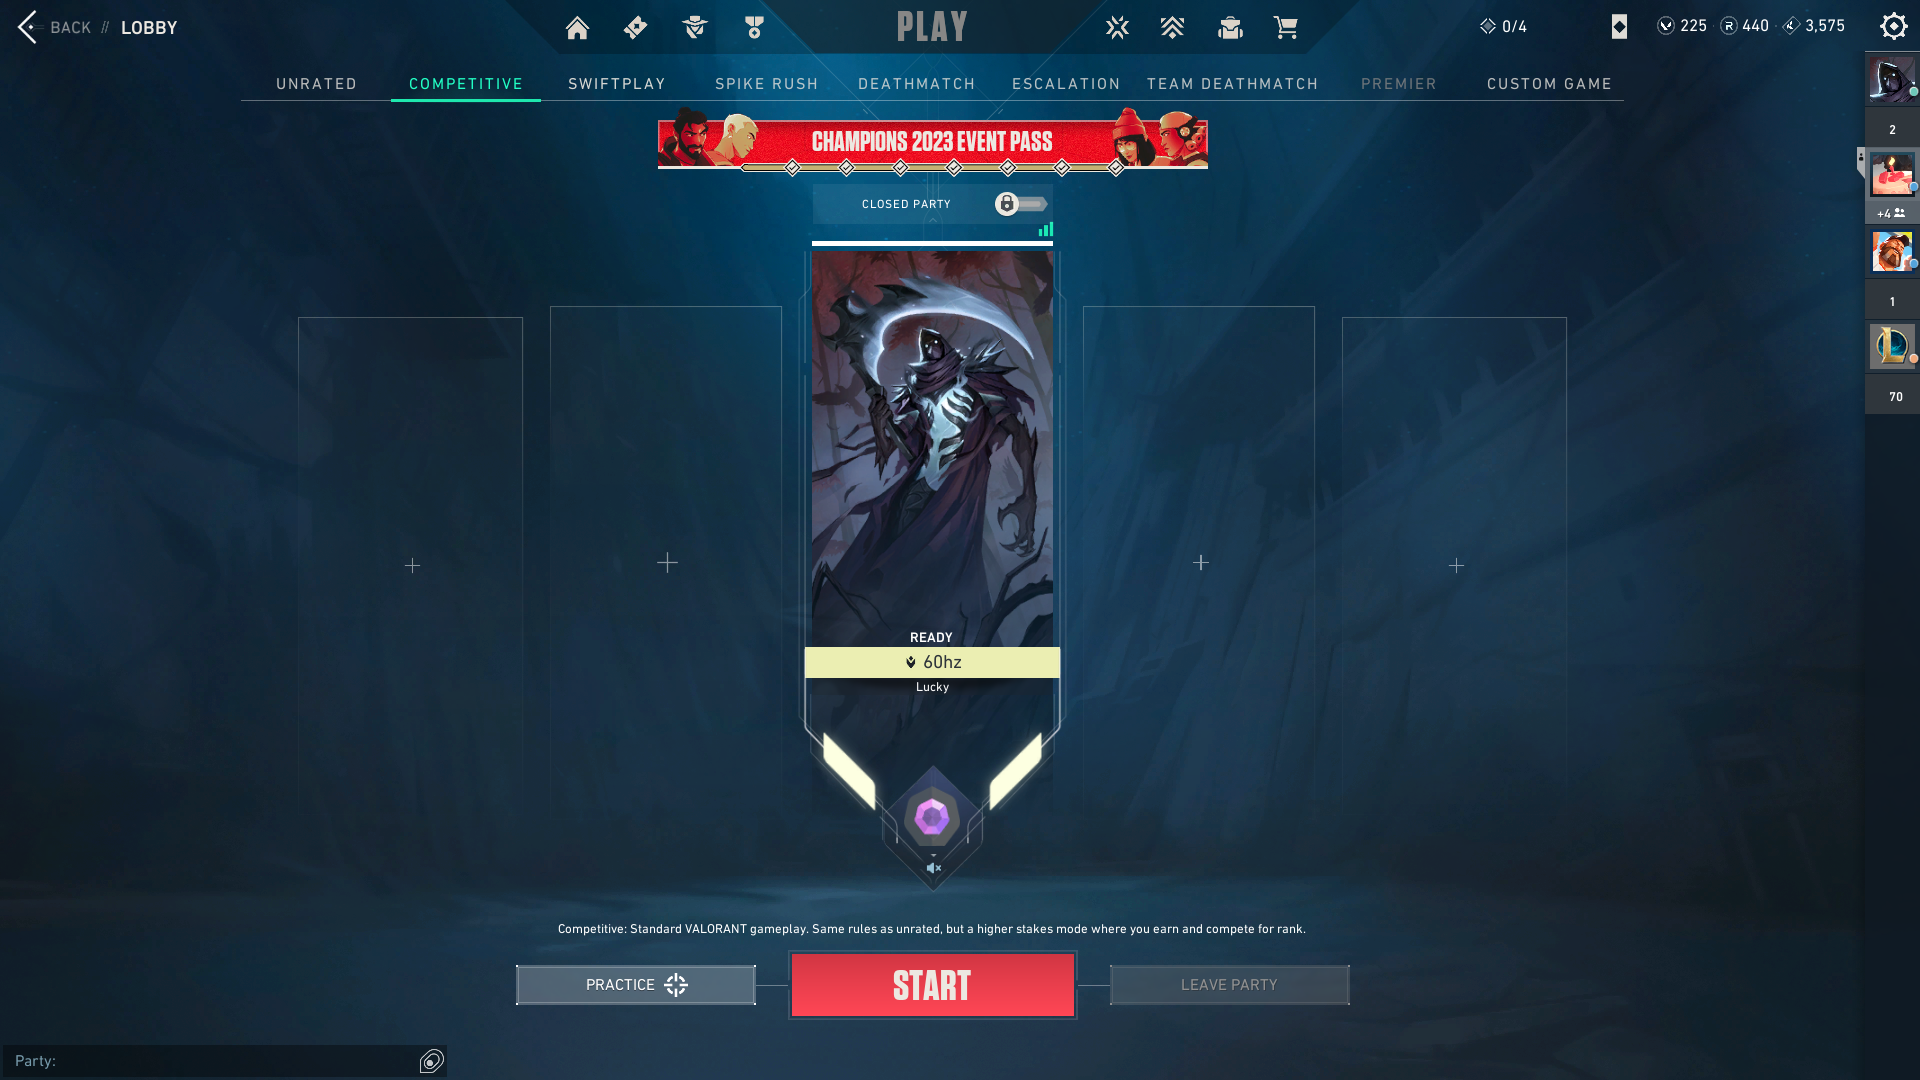 BACK // LOBBY
PLAY
0/4
225
440
3,575
UNRATED
COMPETITIVE
SWIFTPLAY
SPIKE RUSH
DEATHMATCH
ESCALATION
TEAM DEATHMATCH
PREMIER
CUSTOM GAME
CHAMPIONS 2023 EVENT PASS
CLOSED PARTY
2
+4
1
70
READY
60hz
Lucky
Competitive: Standard VALORANT gameplay. Same rules as unrated, but a higher stakes mode where you earn and compete for rank.
PRACTICE
START
LEAVE PARTY
Party: